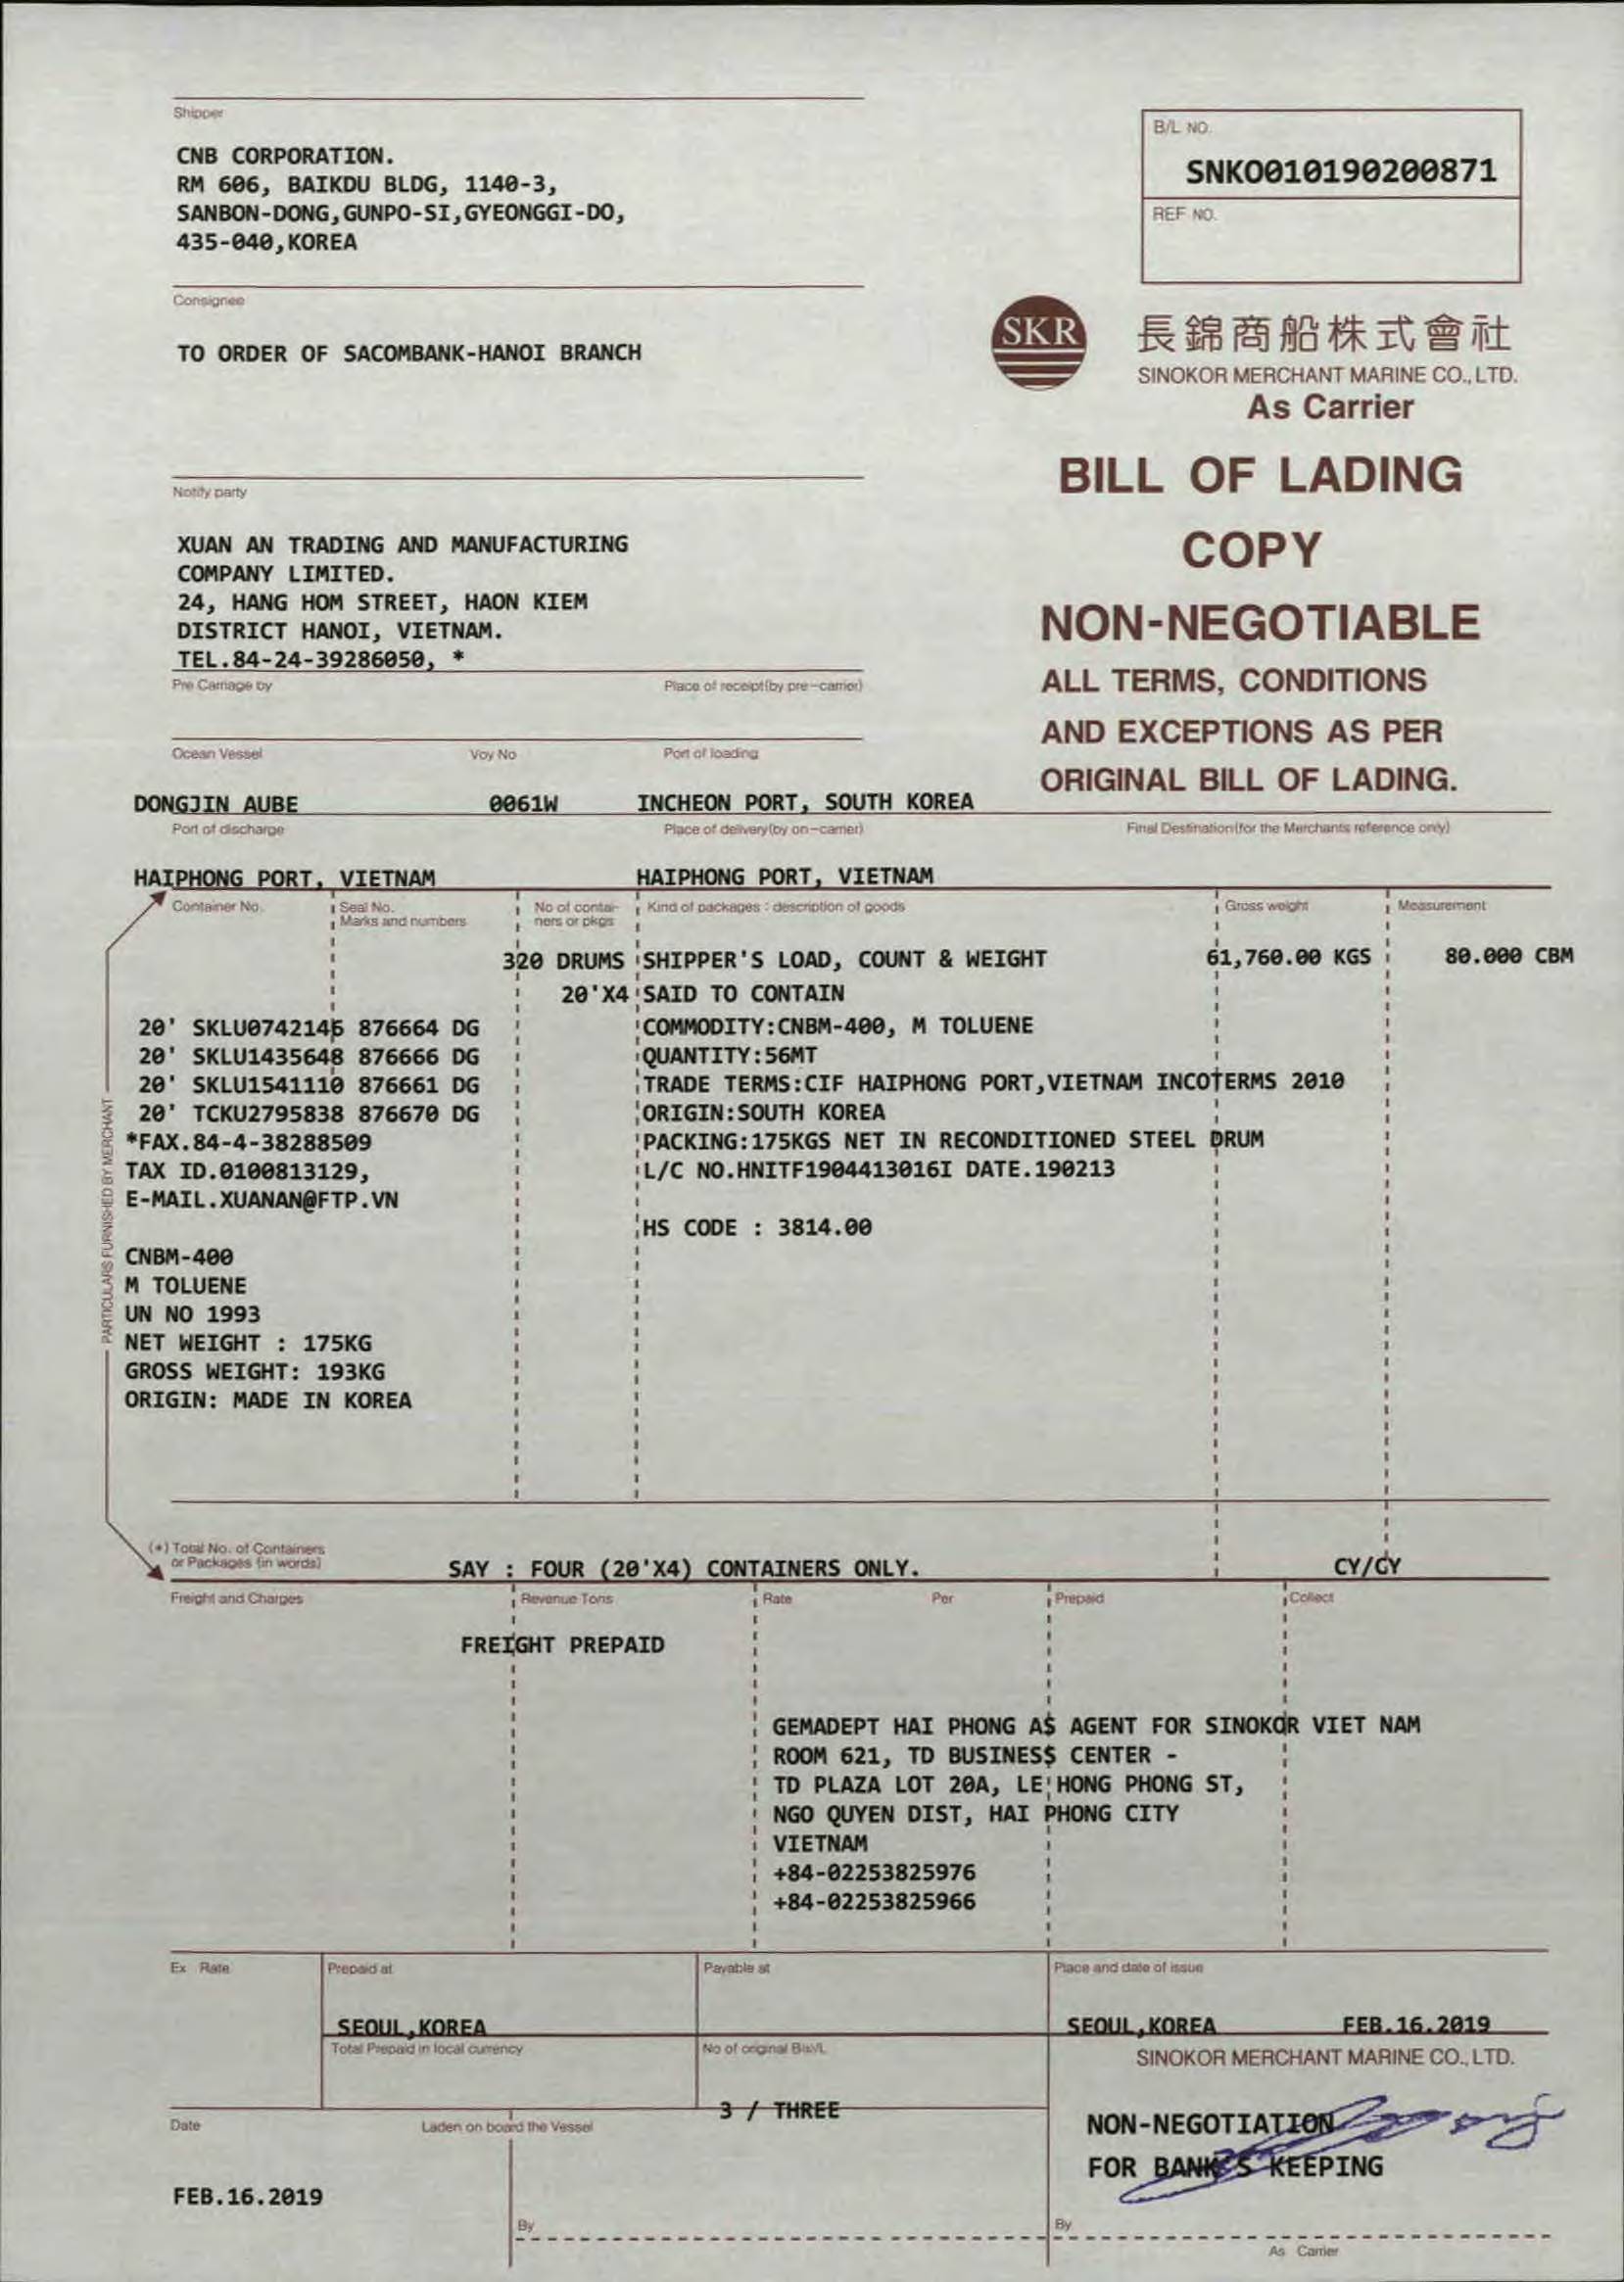 Shipper
CNB CORPORATION.
RM 606, BAIKDU BLDG, 1140-3,
SANBON-DONG,GUNPO-SI,GYEONGGI-DO,
435-040,KOREA
B/L NO.
SNKO010190200871
REF NO.
Consignee
TO ORDER OF SACOMBANK-HANOI BRANCH
SKR
長錦商船株式會社
SINOKOR MERCHANT MARINE CO., LTD.
As Carrier
BILL OF LADING
COPY
NON-NEGOTIABLE
ALL TERMS, CONDITIONS
AND EXCEPTIONS AS PER
ORIGINAL BILL OF LADING.
Notify party
XUAN AN TRADING AND MANUFACTURING
COMPANY LIMITED.
24, HANG HOM STREET, HAON KIEM
DISTRICT HANOI, VIETNAM.
TEL.84-24-39286050, *
Pre Carriage by Place of receipt(by pre-carrier)
Ocean Vessel Voy No Port of loading
DONGJIN AUBE 0061W INCHEON PORT, SOUTH KOREA
Port of discharge Place of delivery(by on-carrier) Final Destination(for the Merchants reference only)
HAIPHONG PORT, VIETNAM HAIPHONG PORT, VIETNAM
Container No. Seal No. No of contai- Kind of packages : description of goods Gross weight Measurement
Marks and numbers ners or pkgs
320 DRUMS SHIPPER'S LOAD, COUNT & WEIGHT 61,760.00 KGS 80.000 CBM
20'X4 SAID TO CONTAIN
20' SKLU0742146 876664 DG COMMODITY:CNBM-400, M TOLUENE
20' SKLU1435648 876666 DG QUANTITY:56MT
20' SKLU1541110 876661 DG TRADE TERMS:CIF HAIPHONG PORT,VIETNAM INCOTERMS 2010
20' TCKU2795838 876670 DG ORIGIN:SOUTH KOREA
*FAX.84-4-38288509 PACKING:175KGS NET IN RECONDITIONED STEEL DRUM
TAX ID.0100813129, L/C NO.HNITF1904413016I DATE.190213
E-MAIL.XUANAN@FTP.VN
HS CODE : 3814.00
CNBM-400
M TOLUENE
UN NO 1993
NET WEIGHT : 175KG
GROSS WEIGHT: 193KG
ORIGIN: MADE IN KOREA
PARTICULARS FURNISHED BY MERCHANT
(*) Total No. of Containers
or Packages (in words)
SAY : FOUR (20'X4) CONTAINERS ONLY. CY/CY
Freight and Charges Revenue Tons Rate Per Prepaid Collect
FREIGHT PREPAID
GEMADEPT HAI PHONG AS AGENT FOR SINOKOR VIET NAM
ROOM 621, TD BUSINESS CENTER -
TD PLAZA LOT 20A, LE HONG PHONG ST,
NGO QUYEN DIST, HAI PHONG CITY
VIETNAM
+84-02253825976
+84-02253825966
Ex Rate Prepaid at Payable at Place and date of issue
SEOUL,KOREA SEOUL,KOREA FEB.16.2019
Total Prepaid in local currency No of original Bis/L SINOKOR MERCHANT MARINE CO., LTD.
3 / THREE
Date Laden on board the Vessel
NON-NEGOTIATION
FOR BANK'S KEEPING
FEB.16.2019
By By
As Carrier